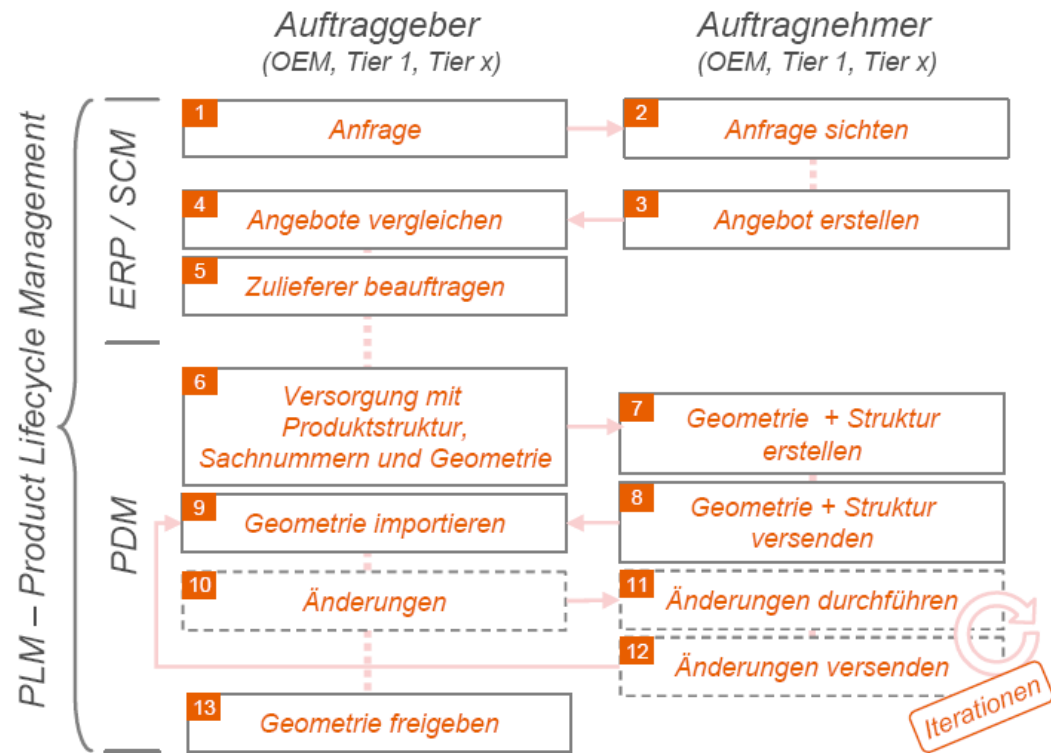 Auftraggeber
(OEM, Tier 1, Tier x)
Auftragnehmer
(OEM, Tier 1, Tier x)
PLM – Product Lifecycle Management
ERP / SCM
1
Anfrage
2
Anfrage sichten
4
Angebote vergleichen
3
Angebot erstellen
5
Zulieferer beauftragen
PDM
6
Versorgung mit
Produktstruktur,
Sachnummern und Geometrie
7
Geometrie + Struktur
erstellen
9
Geometrie importieren
8
Geometrie + Struktur
versenden
10
Änderungen
11
Änderungen durchführen
12
Änderungen versenden
Iterationen
13
Geometrie freigeben